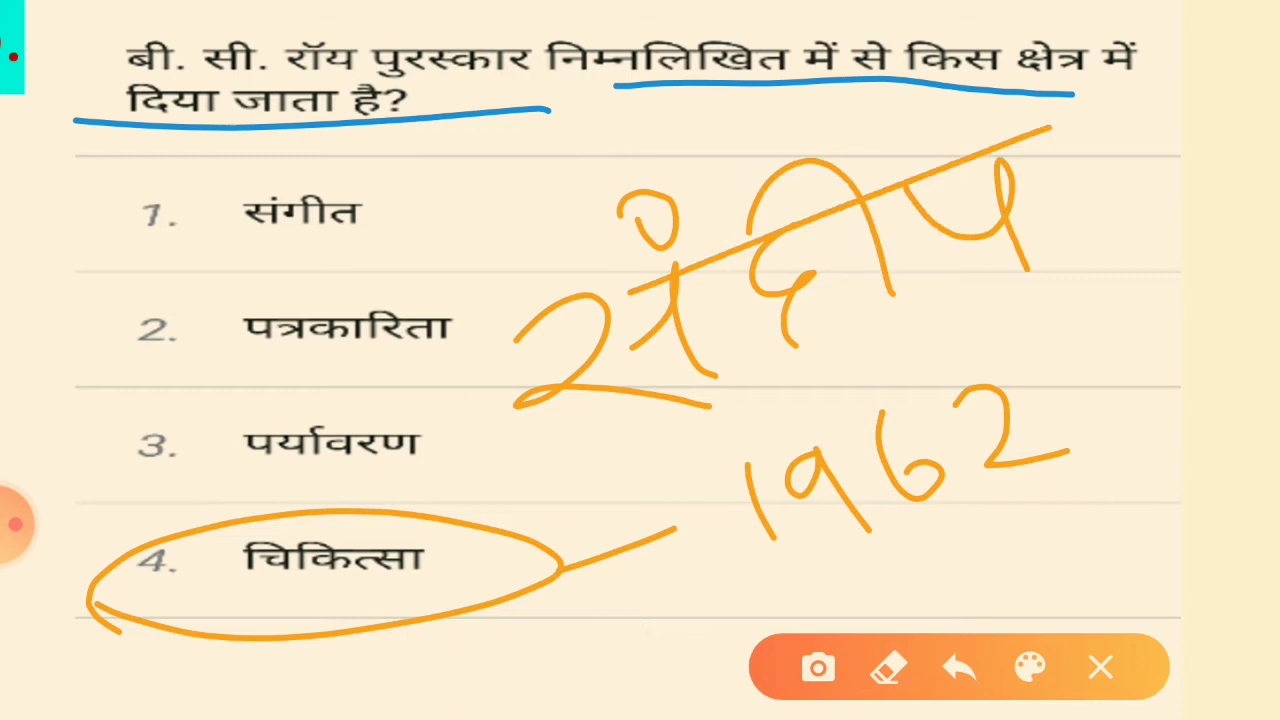 बी. सी. रॉय पुरस्कार निम्नलिखित में से किस क्षेत्र में
दिया जाता है?
1. संगीत
2. पत्रकारिता
3. पर्यावरण
4. चिकित्सा
1962